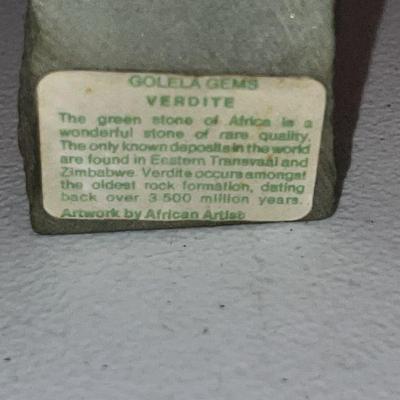 GOLELA GEMS
VERDITE
The green stone of Africa is a
wonderful stone of rare quality.
The only known deposits in the world
are found in Eastern Transvaal and
Zimbabwe. Verdite occurs amongst
the oldest rock formation, dating
back over 3 500 million years.
Artwork by African Artist